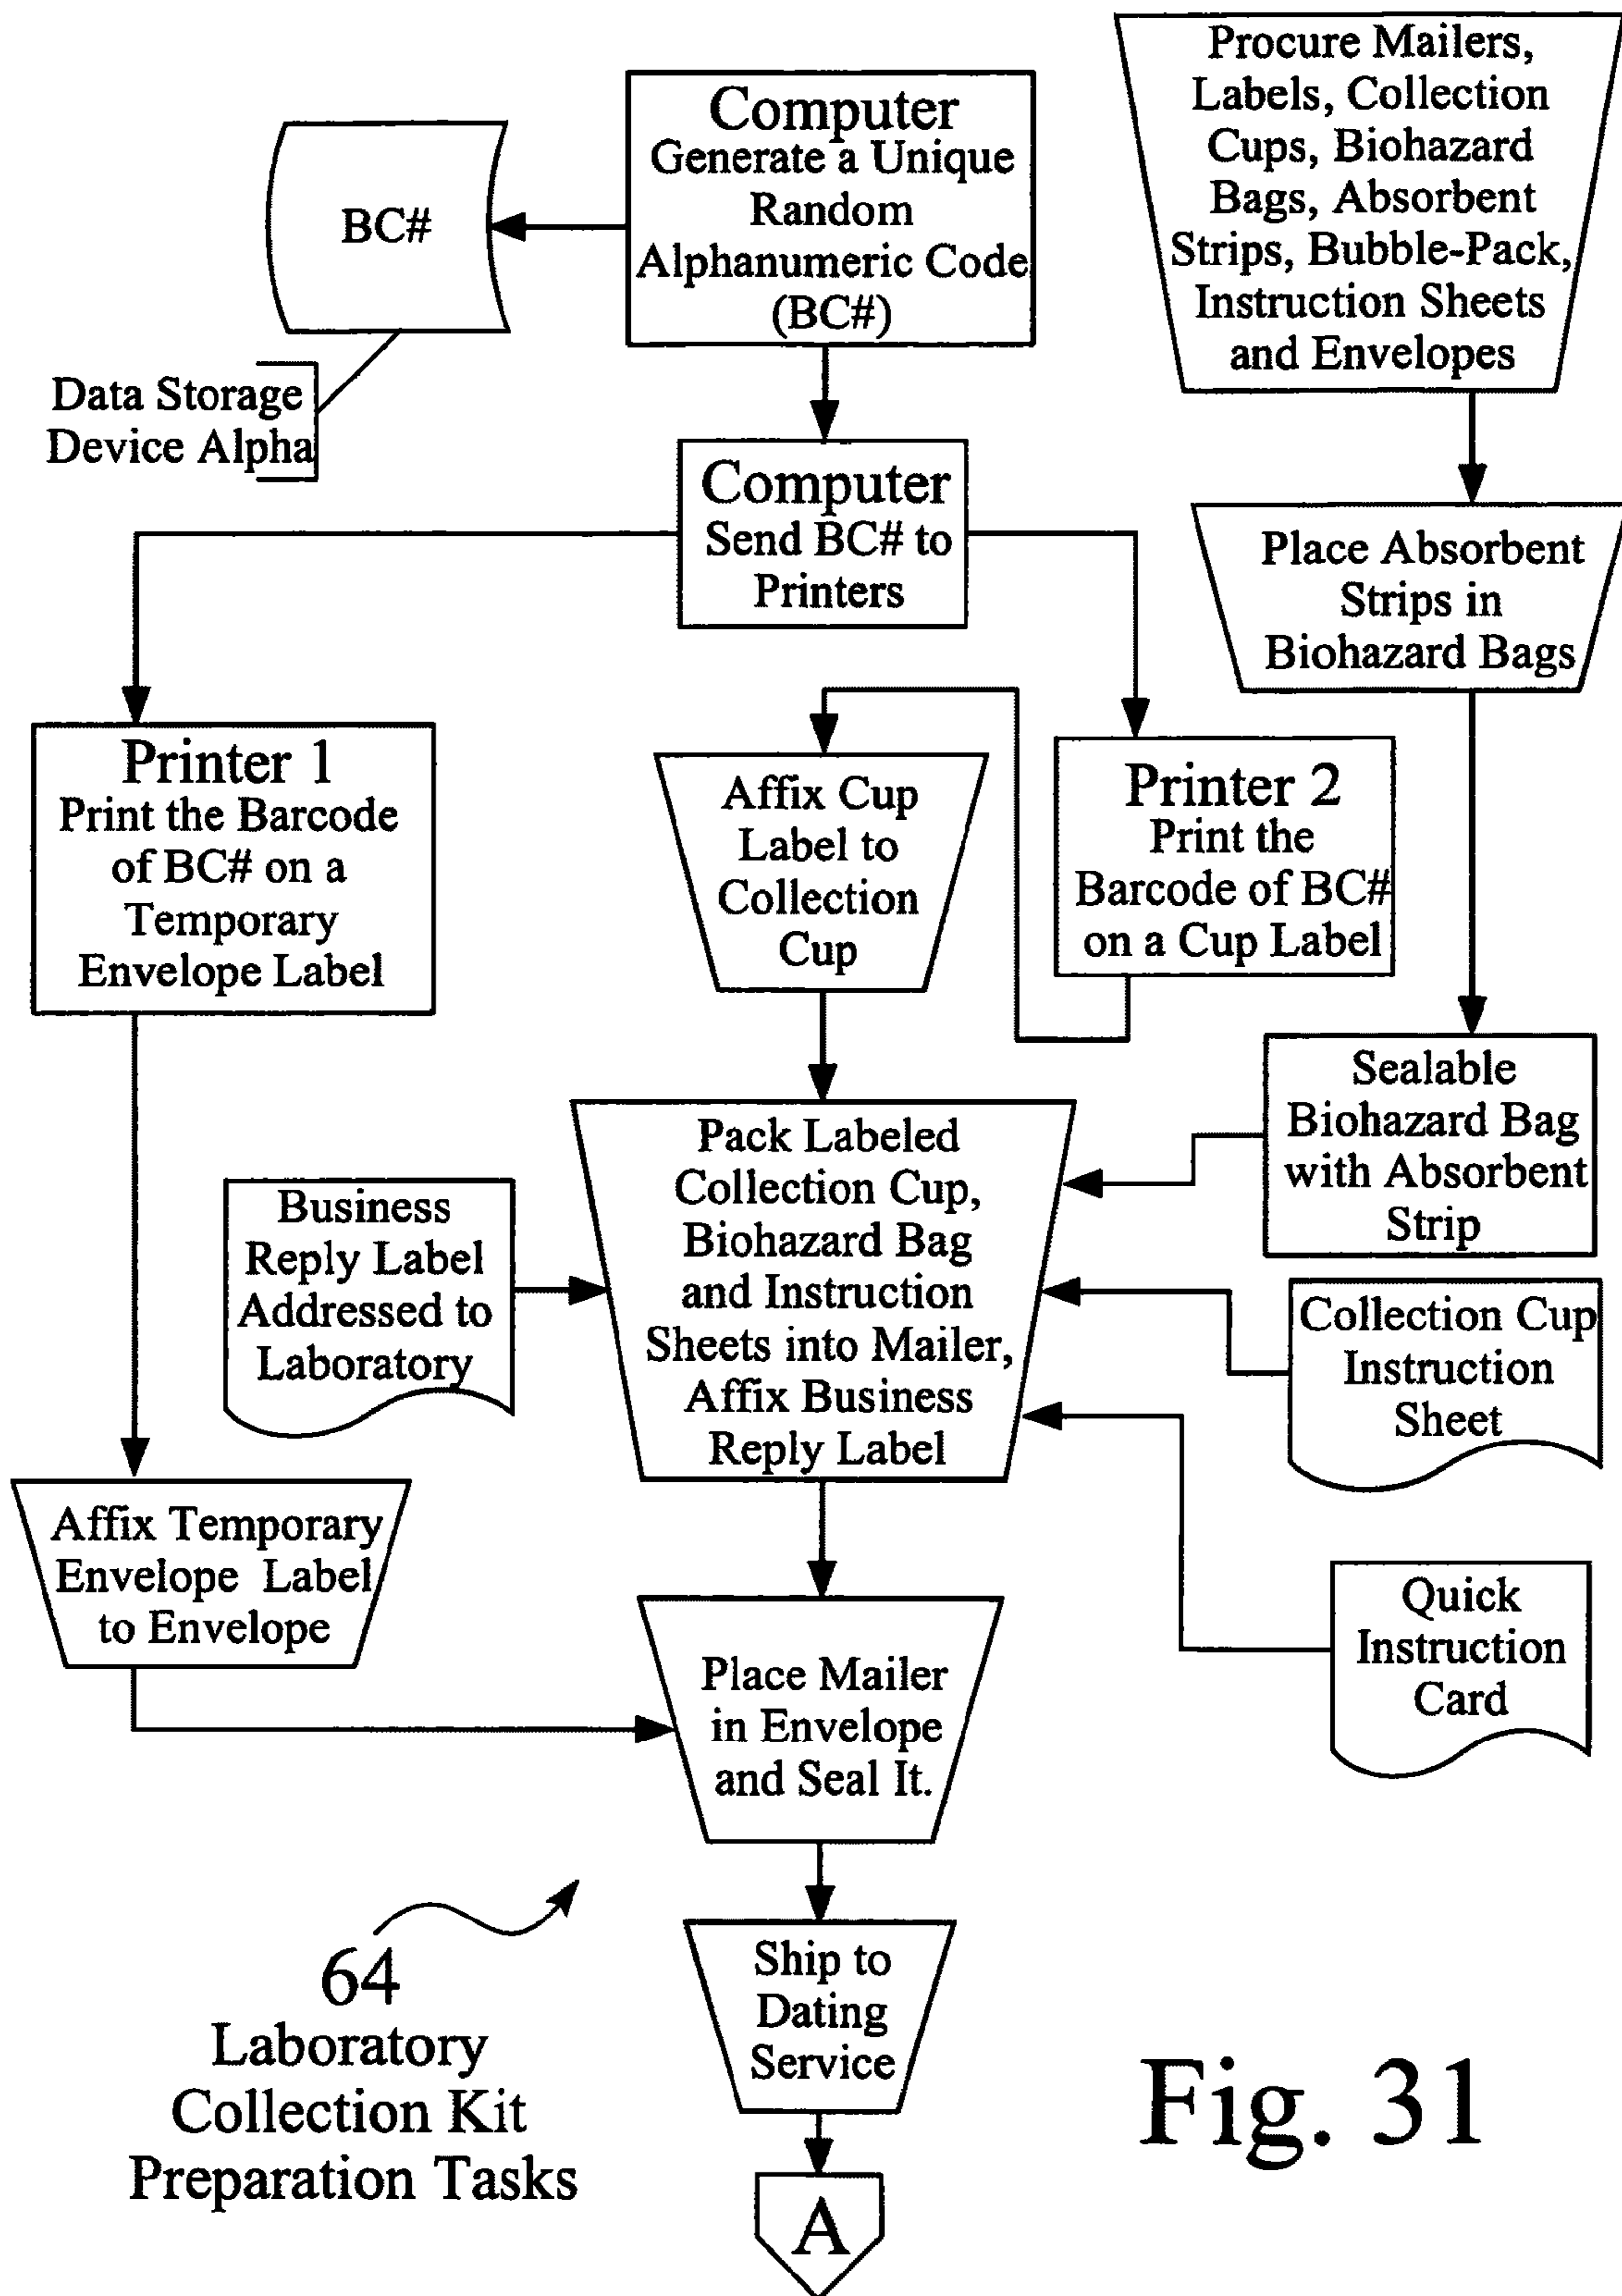 Computer
Generate a Unique
Random
Alphanumeric Code
(BC#)
BC#
Data Storage
Device Alpha
Procure Mailers,
Labels, Collection
Cups, Biohazard
Bags, Absorbent
Strips, Bubble-Pack,
Instruction Sheets
and Envelopes
Computer
Send BC# to
Printers
Place Absorbent
Strips in
Biohazard Bags
Printer 1
Print the Barcode
of BC# on a
Temporary
Envelope Label
Affix Cup
Label to
Collection
Cup
Printer 2
Print the
Barcode of BC#
on a Cup Label
Sealable
Biohazard Bag
with Absorbent
Strip
Business
Reply Label
Addressed to
Laboratory
Pack Labeled
Collection Cup,
Biohazard Bag
and Instruction
Sheets into Mailer,
Affix Business
Reply Label
Collection Cup
Instruction
Sheet
Affix Temporary
Envelope Label
to Envelope
Quick
Instruction
Card
Place Mailer
in Envelope
and Seal It.
Ship to
Dating
Service
64
Laboratory
Collection Kit
Preparation Tasks
A
Fig. 31